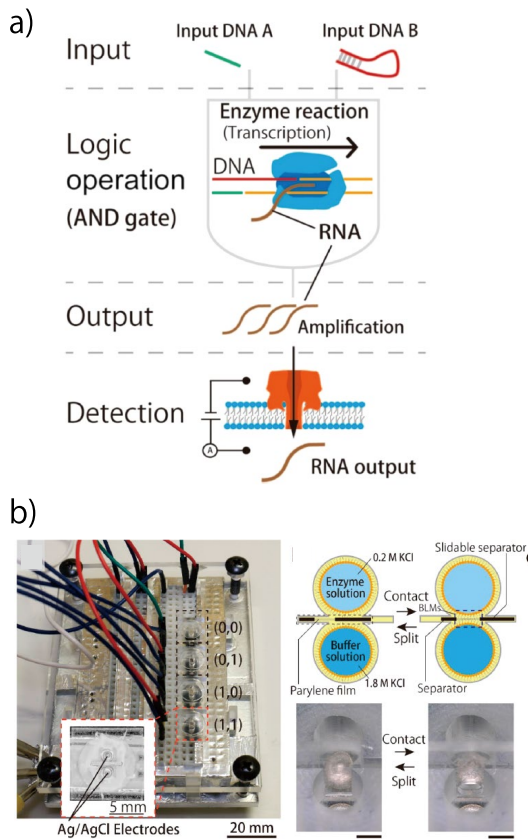 a)
Input DNA A
Input DNA B
Input
Enzyme reaction
(Transcription)
Logic
operation
(AND gate)
DNA
RNA
Output
Amplification
Detection
A
RNA output
b)
(0,0)
(0,1)
(1,0)
(1,1)
5 mm
Ag/AgCl Electrodes
20 mm
0.2 M KCl
Slidable separator
Enzyme
solution
Contact
BLMs
Split
Buffer
solution
Parylene film
1.8 M KCl
Separator
Contact
Split